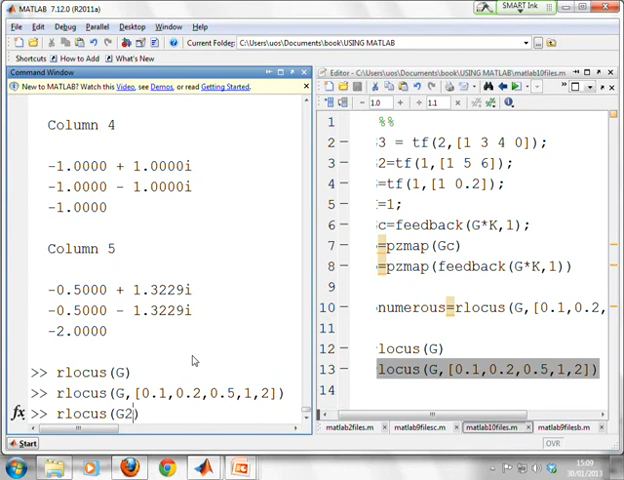 MATLAB 7.12.0 (R2011a)
SMART Ink
File Edit Debug Parallel Desktop Window Help
Current Folder: C:\Users\uos\Documents\book\USING MATLAB
Shortcuts How to Add What's New
Command Window
New to MATLAB? Watch this Video, see Demos, or read Getting Started.
Column 4
-1.0000 + 1.0000i
-1.0000 - 1.0000i
-1.0000
Column 5
-0.5000 + 1.3229i
-0.5000 - 1.3229i
-2.0000
>> rlocus(G)
>> rlocus(G,[0.1,0.2,0.5,1,2])
fx >> rlocus(G2)
Editor - C:\Users\uos\Documents\book\USING MATLAB\matlab10files.m
1.0
1.1
1 %%
2 3 = tf(2,[1 3 4 0]);
3 2=tf(1,[1 5 6]);
4 =tf(1,[1 0.2]);
5 =1;
6 c=feedback(G*K,1);
7 =pzmap(Gc)
8 =pzmap(feedback(G*K,1))
9
10 numerous=rlocus(G,[0.1,0.2,
11
12 locus(G)
13 locus(G,[0.1,0.2,0.5,1,2])
14
matlab2files.m matlab9filesc.m matlab10files.m matlab9filesb.m
Start
OVR
15:09
30/01/2013